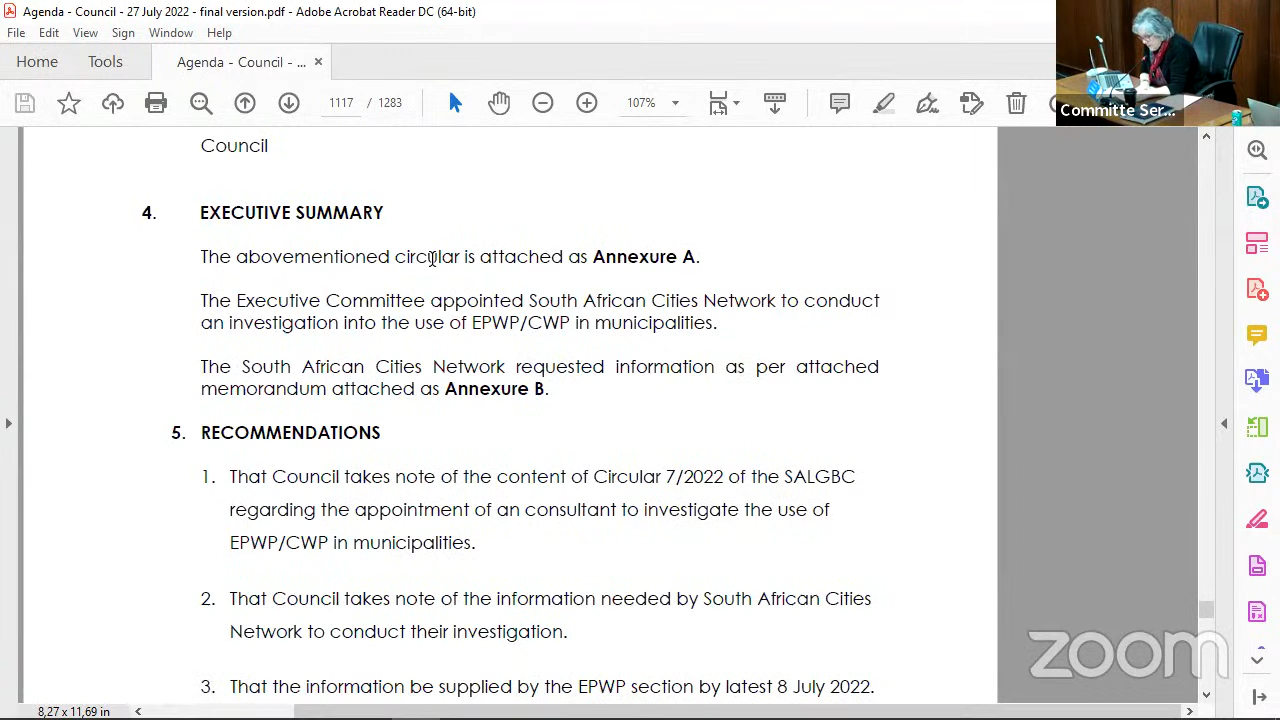 Agenda - Council - 27 July 2022 - final version.pdf - Adobe Acrobat Reader DC (64-bit)
File Edit View Sign Window Help
Home Tools Agenda - Council - ... ×
1117 / 1283 107%
Committe Ser...
Council
4. EXECUTIVE SUMMARY
The abovementioned circular is attached as Annexure A.
The Executive Committee appointed South African Cities Network to conduct
an investigation into the use of EPWP/CWP in municipalities.
The South African Cities Network requested information as per attached
memorandum attached as Annexure B.
5. RECOMMENDATIONS
1. That Council takes note of the content of Circular 7/2022 of the SALGBC
regarding the appointment of an consultant to investigate the use of
EPWP/CWP in municipalities.
2. That Council takes note of the information needed by South African Cities
Network to conduct their investigation.
3. That the information be supplied by the EPWP section by latest 8 July 2022.
zoom
8,27 x 11,69 in